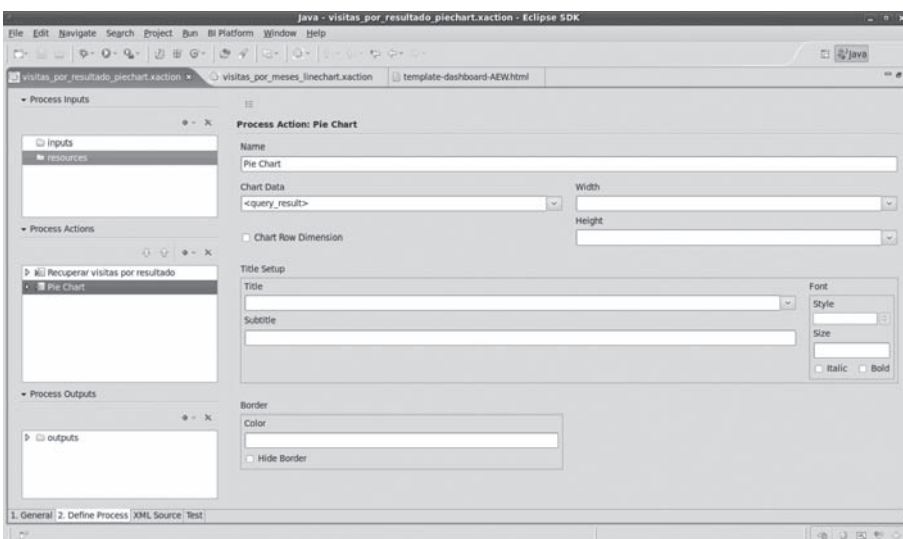 Java - visitas_por_resultado_piechart.xaction - Eclipse SDK
File Edit Navigate Search Project Run BI Platform Window Help
Java
visitas_por_resultado_piechart.xaction
visitas_por_meses_linechart.xaction
template-dashboard-AEW.html
Process Inputs
inputs
resources
Process Actions
Recuperar visitas por resultado
Pie Chart
Process Outputs
outputs
Process Action: Pie Chart
Name
Pie Chart
Chart Data
Width
<query_result>
Height
Chart Row Dimension
Title Setup
Title
Subtitle
Font
Style
Size
Italic Bold
Border
Color
Hide Border
1. General 2. Define Process XML Source Test